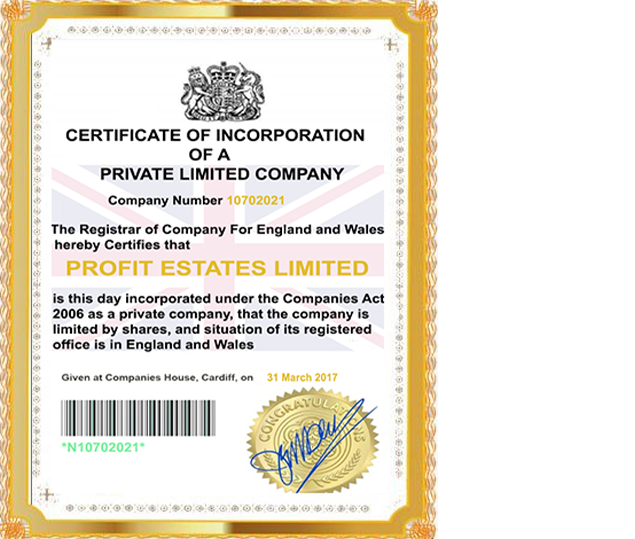 CERTIFICATE OF INCORPORATION
OF A
PRIVATE LIMITED COMPANY
Company Number 10702021
The Registrar of Company For England and Wales
hereby Certifies that
PROFIT ESTATES LIMITED
is this day incorporated under the Companies Act
2006 as a private company, that the company is
limited by shares, and situation of its registered
office is in England and Wales
Given at Companies House, Cardiff, on 31 March 2017
*N10702021*
CONGRATULATIONS